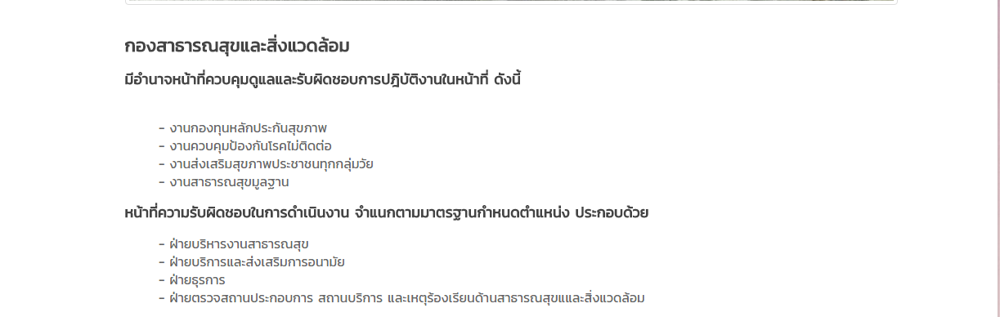 กองสาธารณสุขและสิ่งแวดล้อม
มีอำนาจหน้าที่ควบคุมดูแลและรับผิดชอบการปฎิบัติงานในหน้าที่ ดังนี้
- งานกองทุนหลักประกันสุขภาพ
- งานควบคุมป้องกันโรคไม่ติดต่อ
- งานส่งเสริมสุขภาพประชาชนทุกกลุ่มวัย
- งานสาธารณสุขมูลฐาน
หน้าที่ความรับผิดชอบในการดำเนินงาน จำแนกตามมาตรฐานกำหนดตำแหน่ง ประกอบด้วย
- ฝ่ายบริหารงานสาธารณสุข
- ฝ่ายบริการและส่งเสริมการอนามัย
- ฝ่ายธุรการ
- ฝ่ายตรวจสถานประกอบการ สถานบริการ และเหตุร้องเรียนด้านสาธารณสุขแและสิ่งแวดล้อม